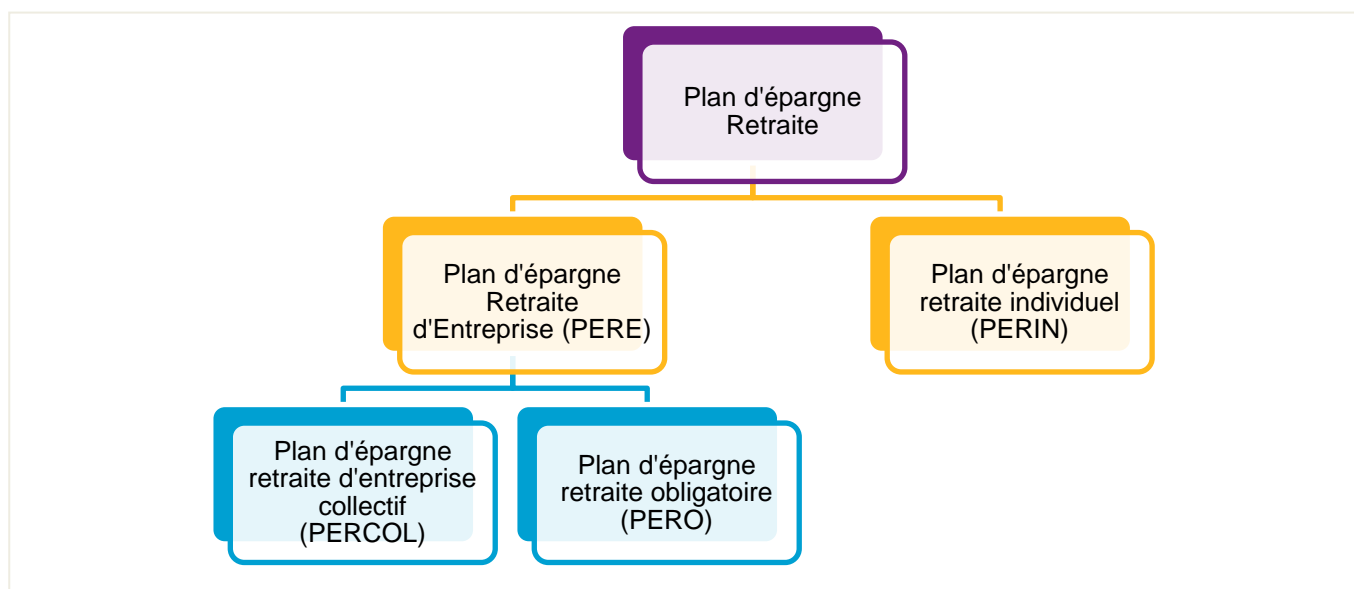 Plan d'épargne
Retraite
Plan d'épargne
Retraite
d'Entreprise (PERE)
Plan d'épargne
retraite individuel
(PERIN)
Plan d'épargne
retraite d'entreprise
collectif
(PERCOL)
Plan d'épargne
retraite obligatoire
(PERO)